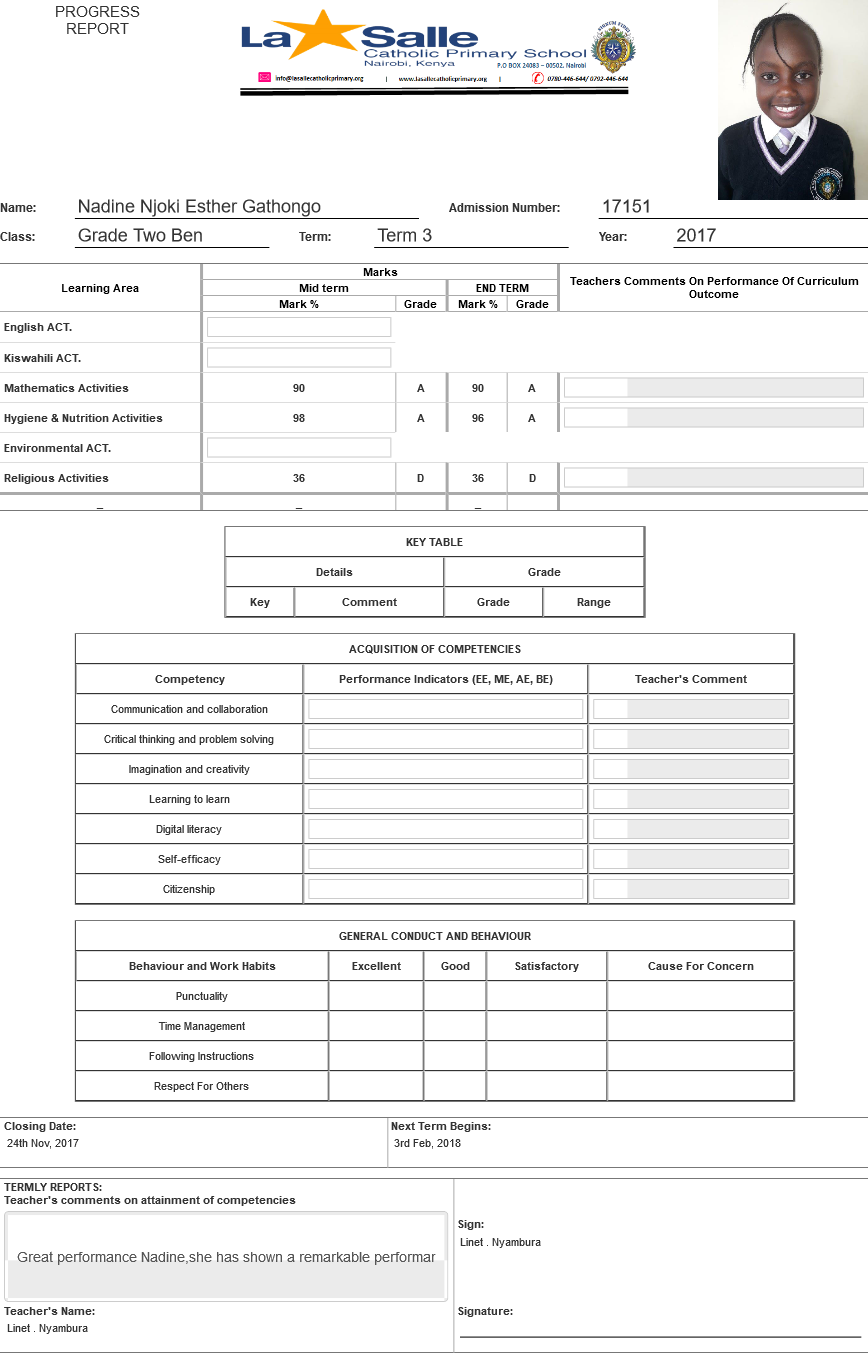 PROGRESS
REPORT
La Salle
Catholic Primary School
Nairobi, Kenya
P.O BOX 24083 – 00502, Nairobi
info@lasallecatholicprimary.org | www.lasallecatholicprimary.org | 0780-446-644/ 0792-446-644
Name: Nadine Njoki Esther Gathongo Admission Number: 17151
Class: Grade Two Ben Term: Term 3 Year: 2017
Learning Area Marks Teachers Comments On Performance Of Curriculum Outcome
Mid term END TERM
Mark % Grade Mark % Grade
English ACT.
Kiswahili ACT.
Mathematics Activities 90 A 90 A
Hygiene & Nutrition Activities 98 A 96 A
Environmental ACT.
Religious Activities 36 D 36 D
_ _ _
KEY TABLE
Details Grade
Key Comment Grade Range
ACQUISITION OF COMPETENCIES
Competency Performance Indicators (EE, ME, AE, BE) Teacher's Comment
Communication and collaboration
Critical thinking and problem solving
Imagination and creativity
Learning to learn
Digital literacy
Self-efficacy
Citizenship
GENERAL CONDUCT AND BEHAVIOUR
Behaviour and Work Habits Excellent Good Satisfactory Cause For Concern
Punctuality
Time Management
Following Instructions
Respect For Others
Closing Date: Next Term Begins:
24th Nov, 2017 3rd Feb, 2018
TERMLY REPORTS:
Teacher's comments on attainment of competencies
Great performance Nadine,she has shown a remarkable performar
Sign:
Linet . Nyambura
Teacher's Name: Signature:
Linet . Nyambura